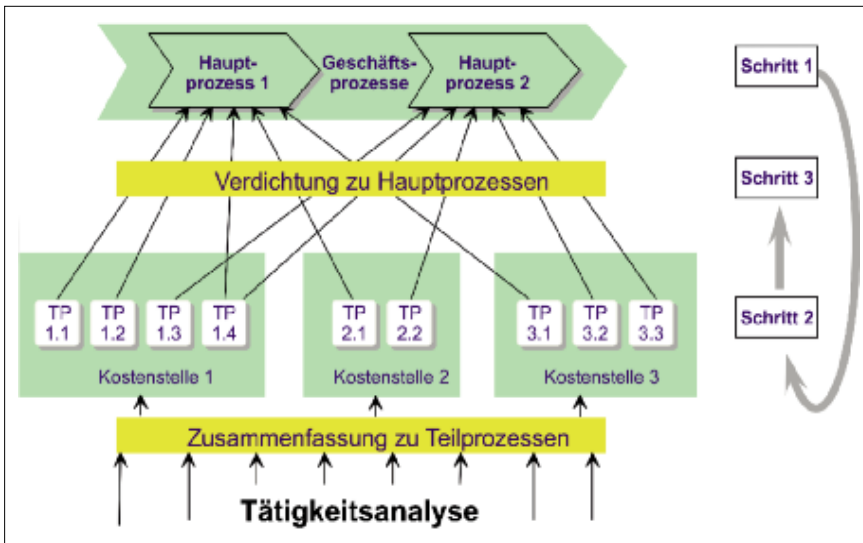 Haupt-
prozess 1
Geschäfts-
prozesse
Haupt-
prozess 2
Schritt 1
Verdichtung zu Hauptprozessen
Schritt 3
TP
1.1
TP
1.2
TP
1.3
TP
1.4
TP
2.1
TP
2.2
TP
3.1
TP
3.2
TP
3.3
Schritt 2
Kostenstelle 1
Kostenstelle 2
Kostenstelle 3
Zusammenfassung zu Teilprozessen
Tätigkeitsanalyse